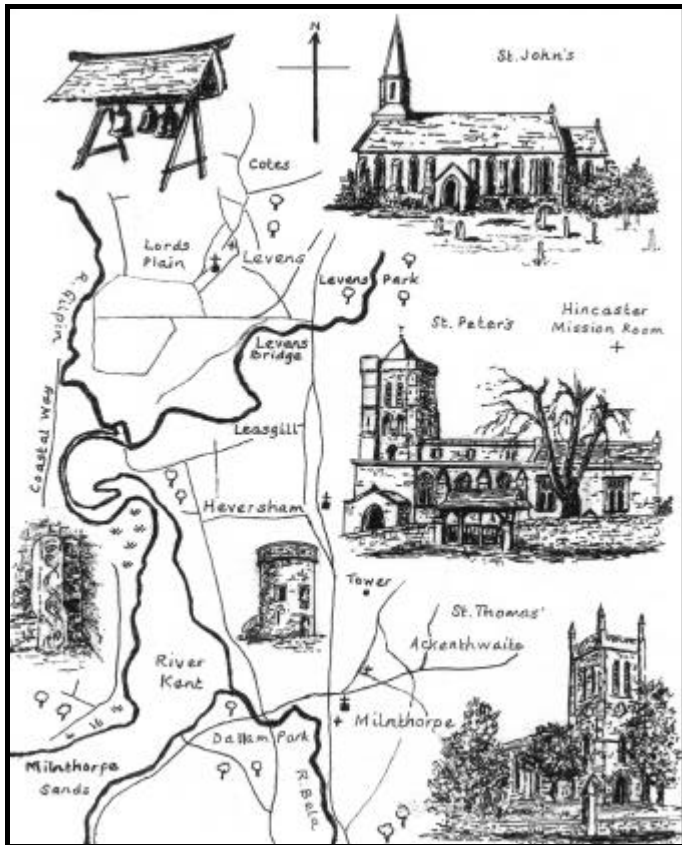 N
St. John's
Cotes
Lords
Plain
Levens
R. Gilpin
Levens Park
St. Peter's
Hincaster
Mission Room
Levens
Bridge
Coastal Way
Leasgill
Heversham
Tower
St. Thomas'
Ackenthwaite
River
Kent
Milnthorpe
Dallam Park
Milnthorpe
Sands
R. Bela